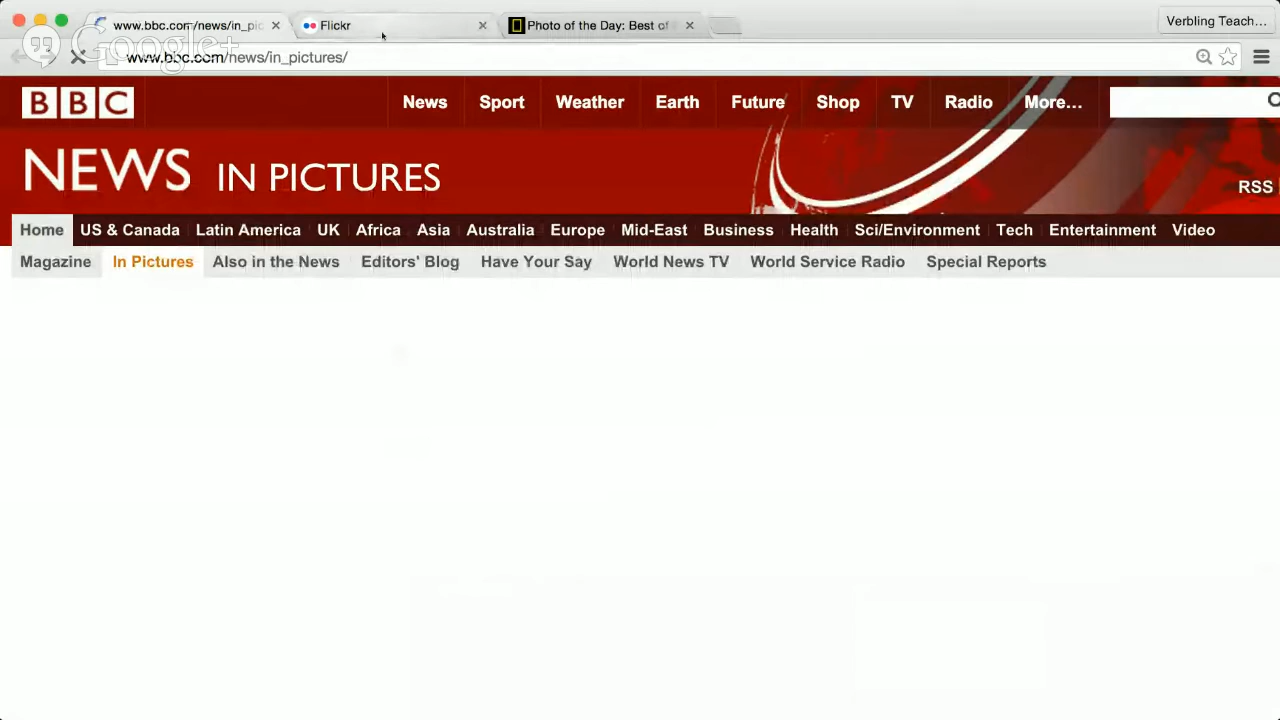 www.bbc.com/news/in_pic
Flickr
Photo of the Day: Best of
Verbling Teach...
Google+
www.bbc.com/news/in_pictures/
BBC
News Sport Weather Earth Future Shop TV Radio More...
NEWS IN PICTURES
RSS
Home US & Canada Latin America UK Africa Asia Australia Europe Mid-East Business Health Sci/Environment Tech Entertainment Video
Magazine In Pictures Also in the News Editors' Blog Have Your Say World News TV World Service Radio Special Reports